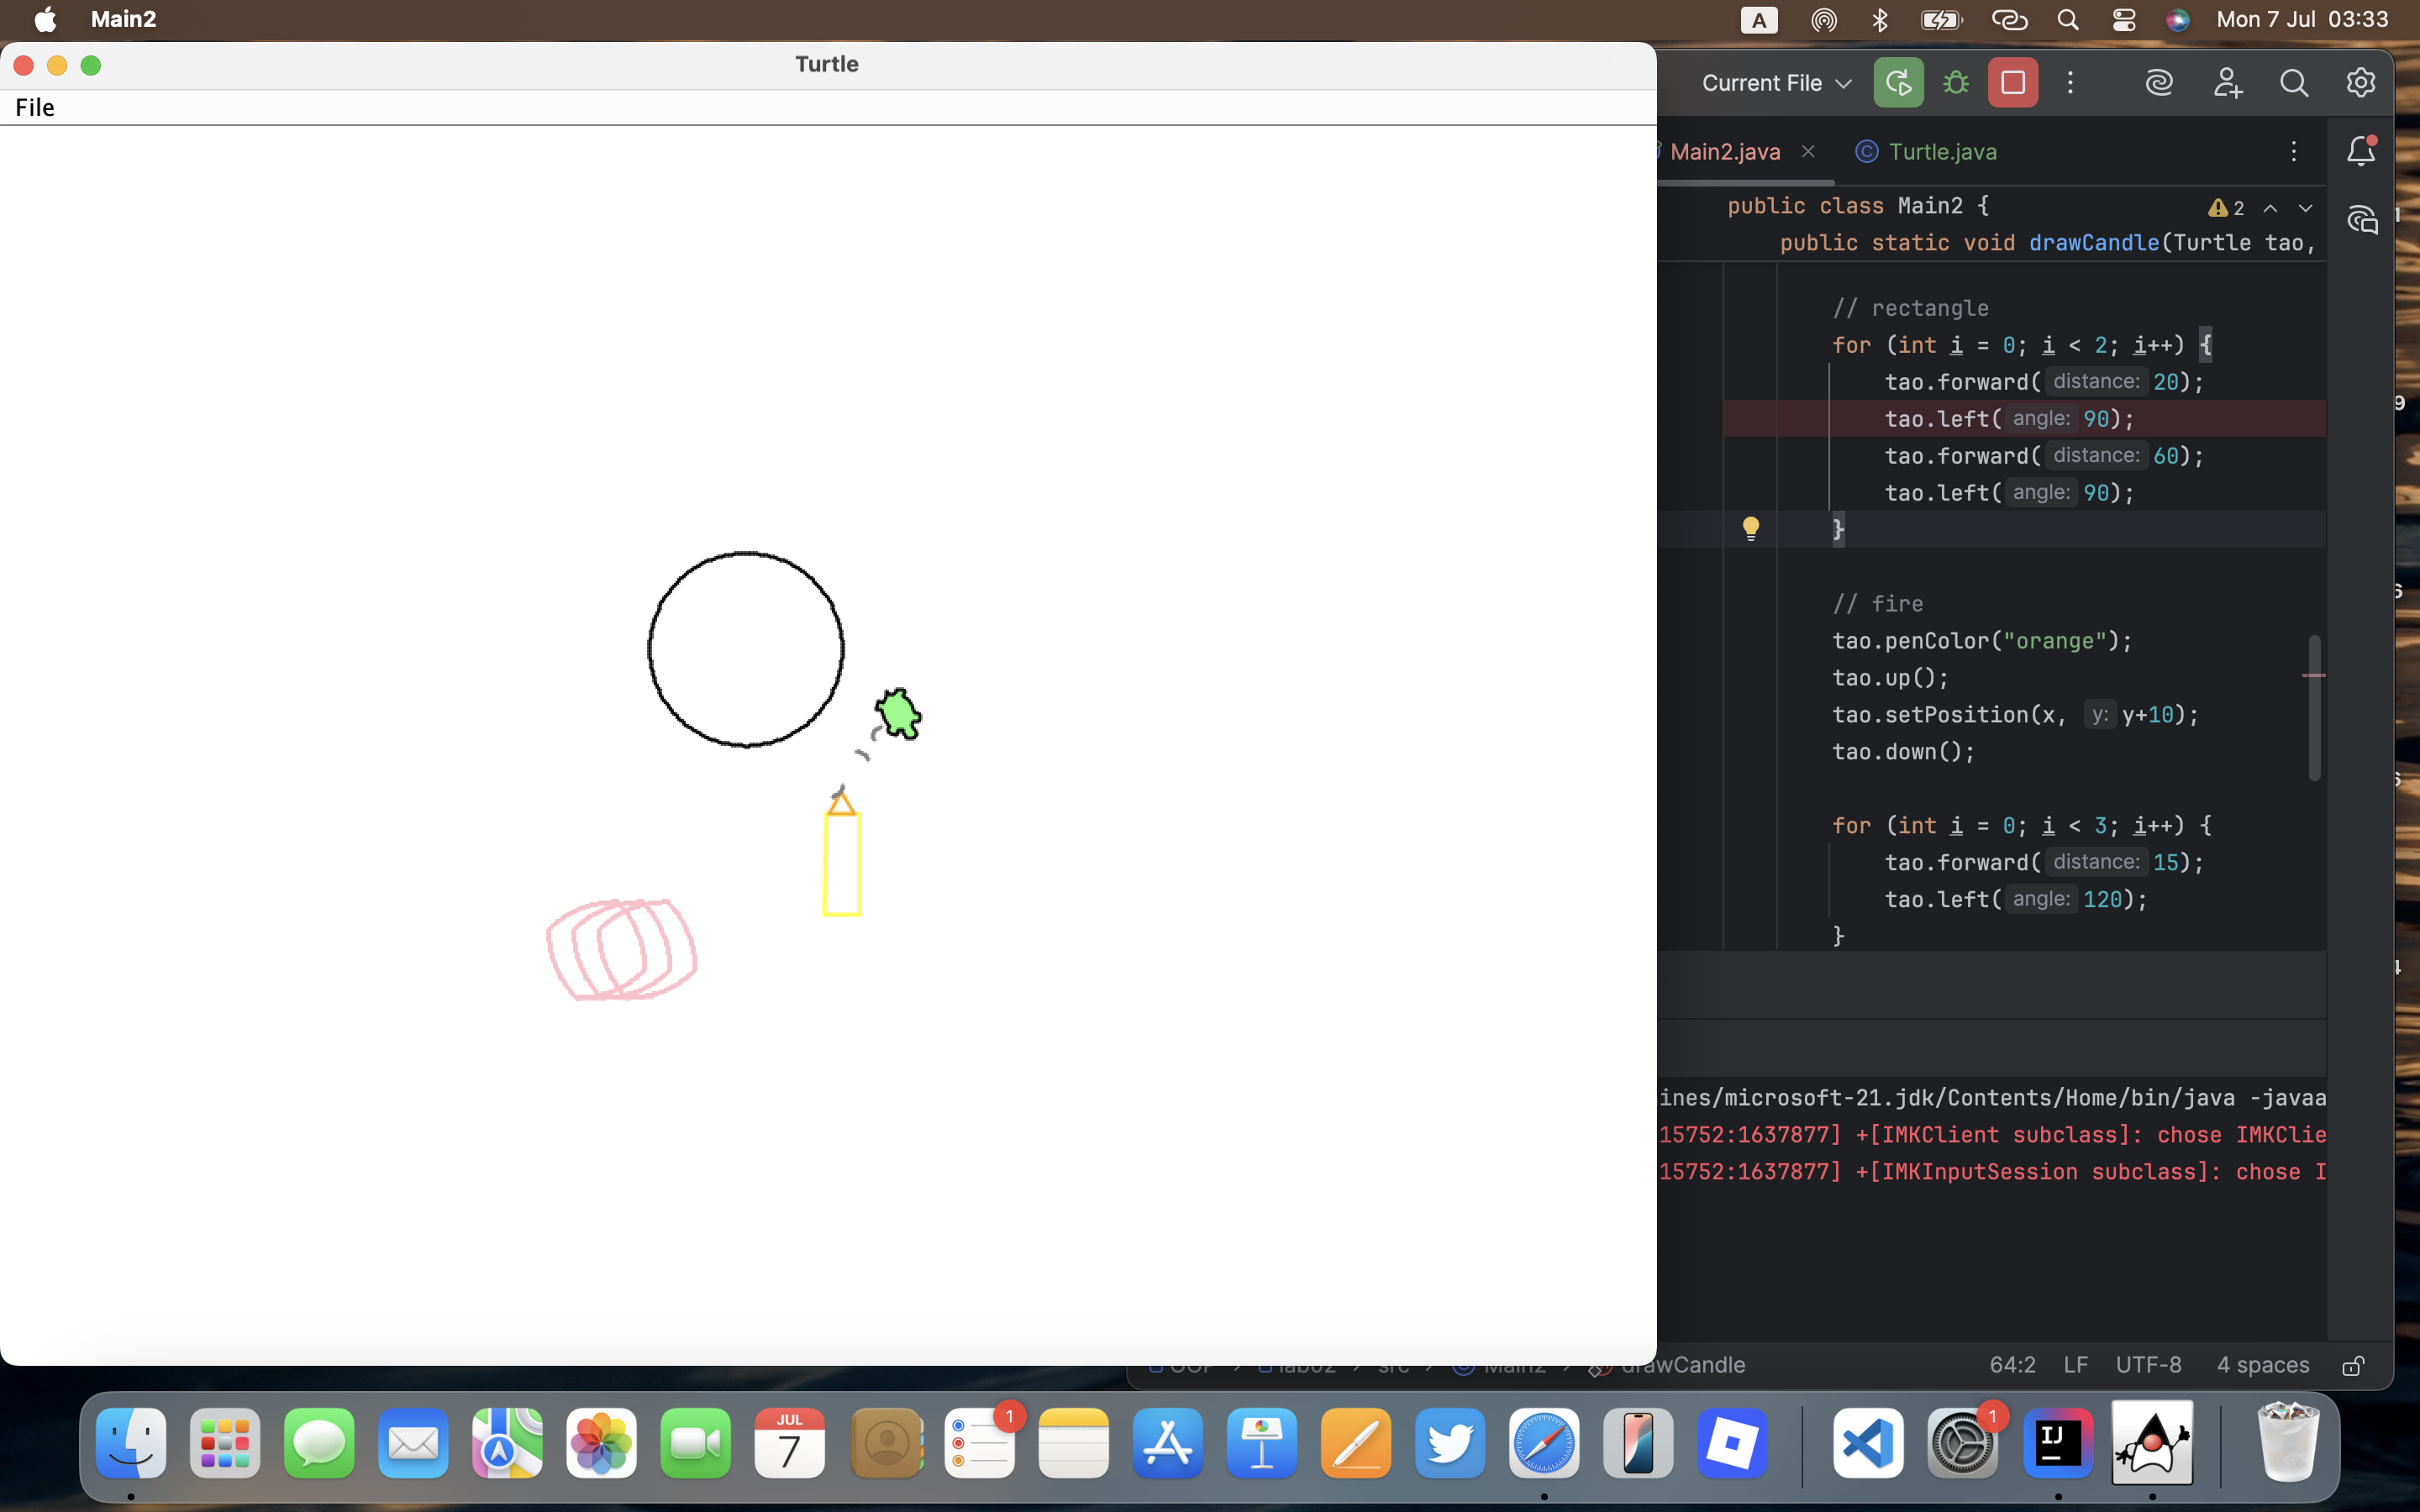 Main2
A
Mon 7 Jul 03:33
Turtle
File
Current File
Main2.java
Turtle.java
public class Main2 {
2
public static void drawCandle(Turtle tao,
// rectangle
for (int i = 0; i < 2; i++) {
tao.forward( distance: 20);
tao.left( angle: 90);
tao.forward( distance: 60);
tao.left( angle: 90);
}
// fire
tao.penColor("orange");
tao.up();
tao.setPosition(x, y: y+10);
tao.down();
for (int i = 0; i < 3; i++) {
tao.forward( distance: 15);
tao.left( angle: 120);
}
ines/microsoft-21.jdk/Contents/Home/bin/java -javaa
15752:1637877] +[IMKClient subclass]: chose IMKClie
15752:1637877] +[IMKInputSession subclass]: chose I
OOP > lab02 > src > Main2 > drawCandle
64:2 LF UTF-8 4 spaces
JUL
7
1
1
IJ